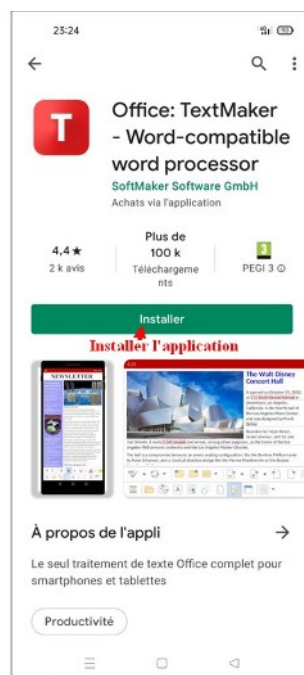 23:24
T
Office: TextMaker
- Word-compatible
word processor
SoftMaker Software GmbH
Achats via l'application
4,4★
2 k avis
Plus de
100 k
Téléchargeme
nts
3
PEGI 3
Installer
Installer l'application
NEWSLETTER
The Walt Disney
Concert Hall
À propos de l'appli
Le seul traitement de texte Office complet pour
smartphones et tablettes
Productivité